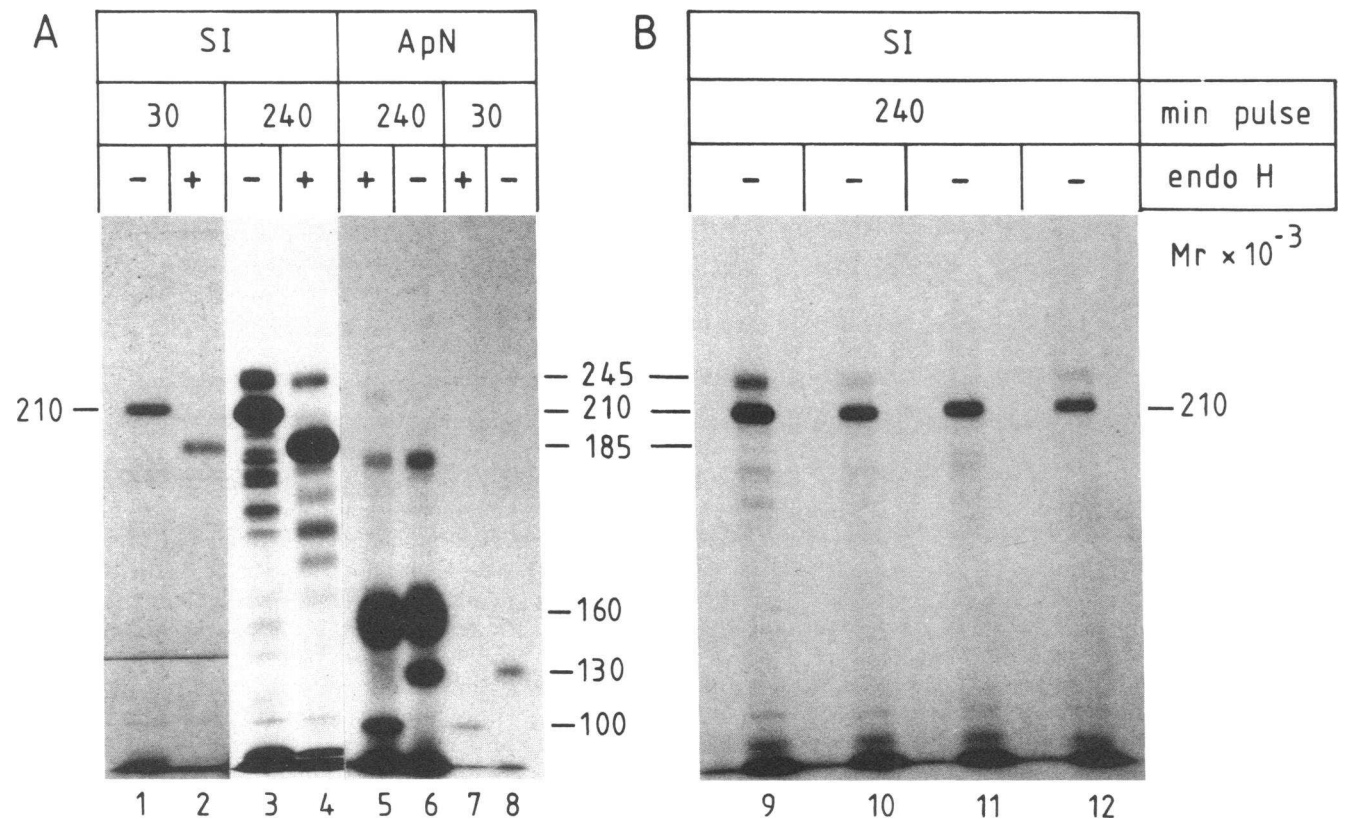 A SI ApN B SI
30 240 240 30 240 min pulse
- + - + + - + - - - - - endo H
Mr × 10⁻³
245
210 210 210
185
160
130
100
1 2 3 4 5 6 7 8 9 10 11 12